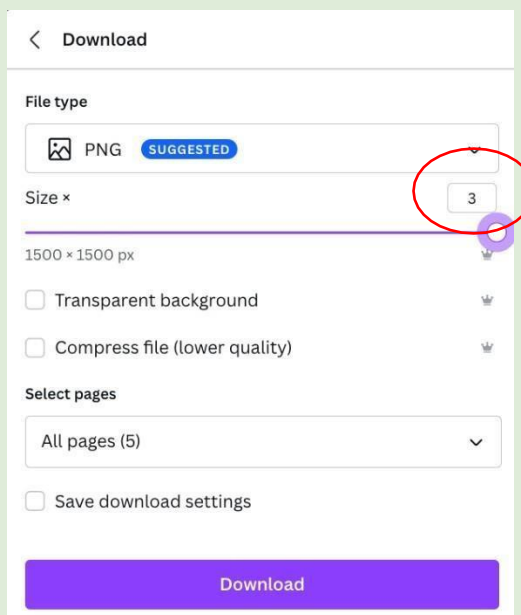 Download
File type
PNG SUGGESTED
Size ×
3
1500 × 1500 px
Transparent background
Compress file (lower quality)
Select pages
All pages (5)
Save download settings
Download